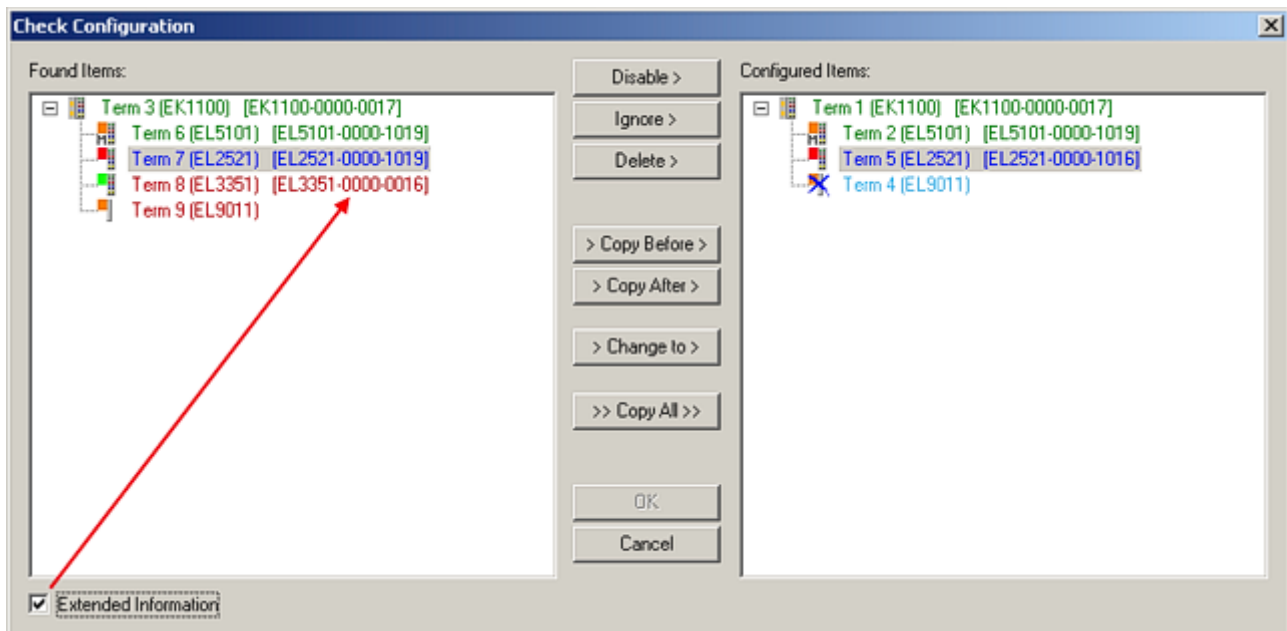 Check Configuration
Found Items:
Term 3 (EK1100) [EK1100-0000-0017]
Term 6 (EL5101) [EL5101-0000-1019]
Term 7 (EL2521) [EL2521-0000-1019]
Term 8 (EL3351) [EL3351-0000-0016]
Term 9 (EL9011)
Extended Information
Disable >
Ignore >
Delete >
> Copy Before >
> Copy After >
> Change to >
>> Copy All >>
OK
Cancel
Configured Items:
Term 1 (EK1100) [EK1100-0000-0017]
Term 2 (EL5101) [EL5101-0000-1019]
Term 5 (EL2521) [EL2521-0000-1016]
Term 4 (EL9011)